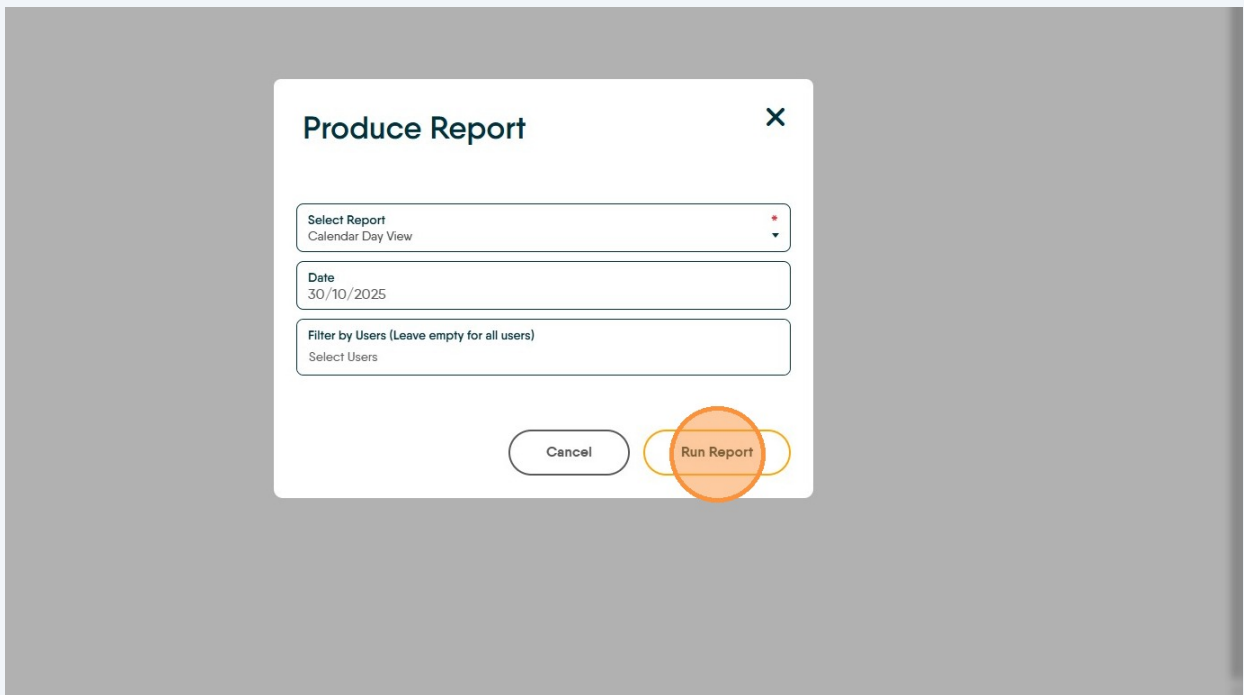 Produce Report
Select Report *
Calendar Day View
Date
30/10/2025
Filter by Users (Leave empty for all users)
Select Users
Cancel
Run Report